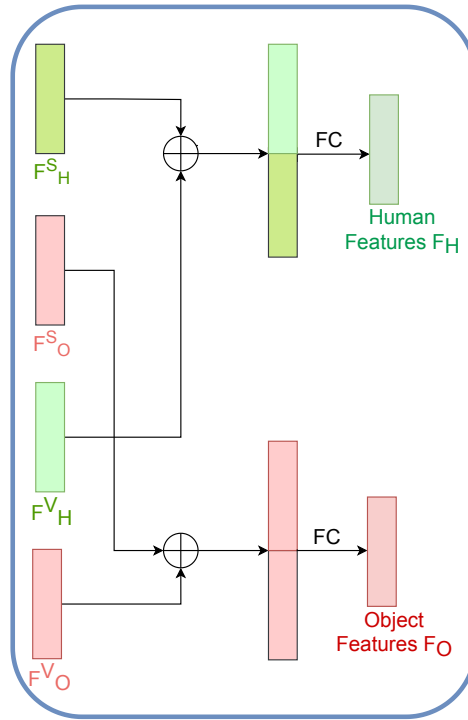 F^S_H
FC
Human
Features F_H
F^S_O
F^V_H
FC
F^V_O
Object
Features F_O